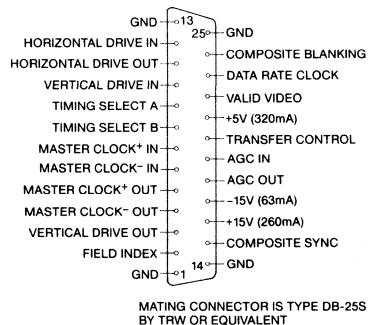 GND 13
HORIZONTAL DRIVE IN
HORIZONTAL DRIVE OUT
VERTICAL DRIVE IN
TIMING SELECT A
TIMING SELECT B
MASTER CLOCK+ IN
MASTER CLOCK- IN
MASTER CLOCK+ OUT
MASTER CLOCK- OUT
VERTICAL DRIVE OUT
FIELD INDEX
GND 1
25 GND
COMPOSITE BLANKING
DATA RATE CLOCK
VALID VIDEO
+5V (320mA)
TRANSFER CONTROL
AGC IN
AGC OUT
-15V (63mA)
+15V (260mA)
COMPOSITE SYNC
14 GND
MATING CONNECTOR IS TYPE DB-25S
BY TRW OR EQUIVALENT